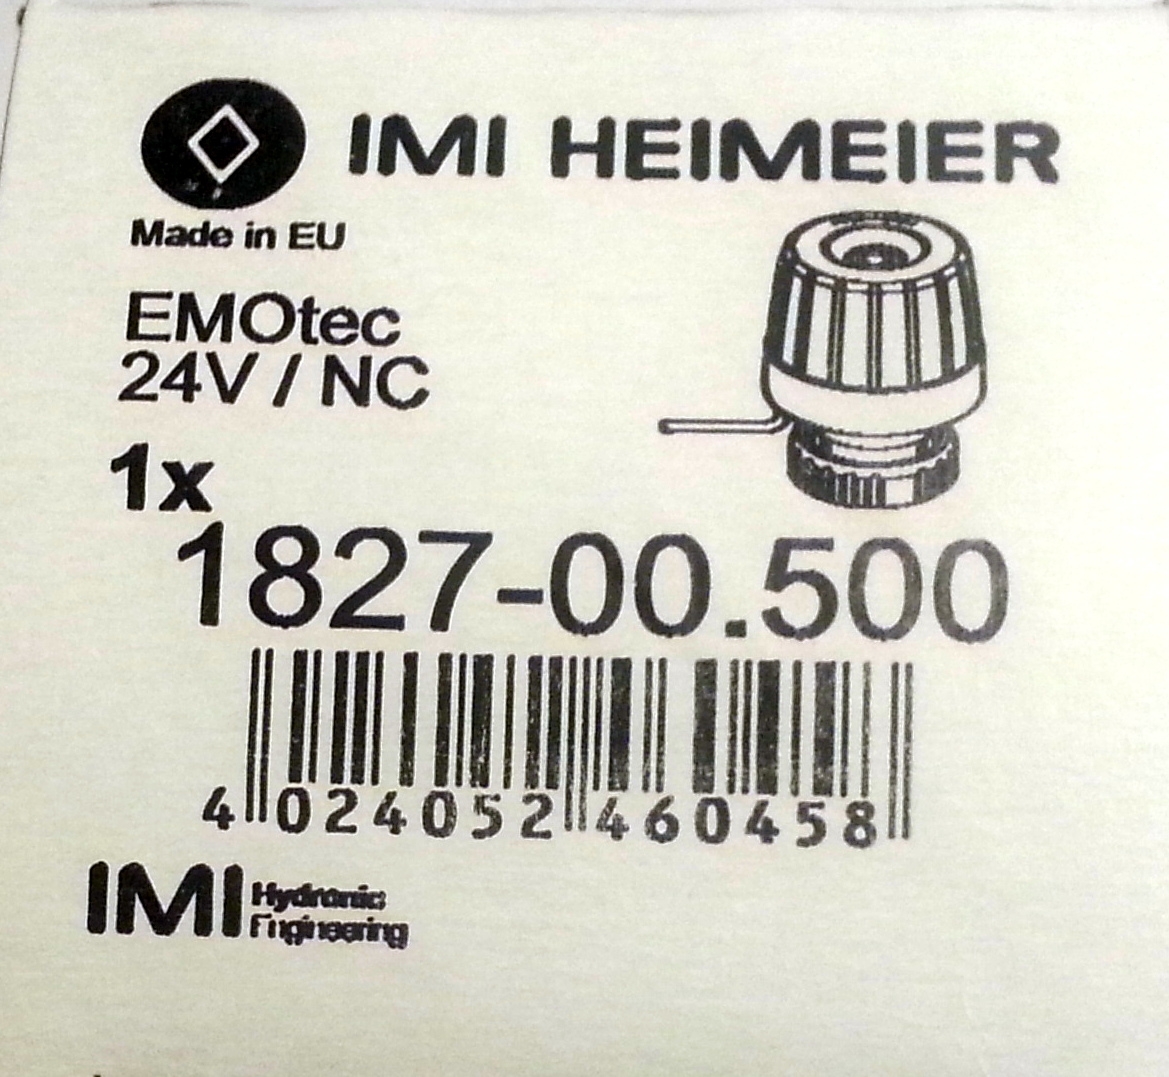 IMI HEIMEIER
Made in EU
EMOtec
24V / NC
1x
1827-00.500
4 024052 460458
IMI Hydronic
Engineering